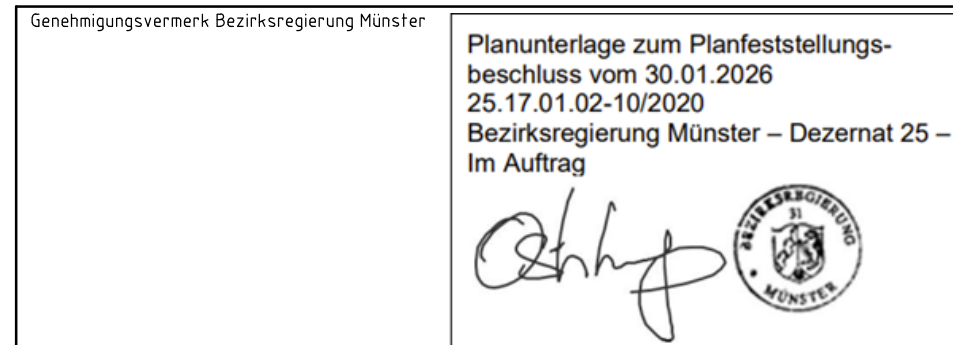 Genehmigungsvermerk Bezirksregierung Münster
Planunterlage zum Planfeststellungs-
beschluss vom 30.01.2026
25.17.01.02-10/2020
Bezirksregierung Münster – Dezernat 25 –
Im Auftrag
BEZIRKSREGIERUNG
31
MÜNSTER